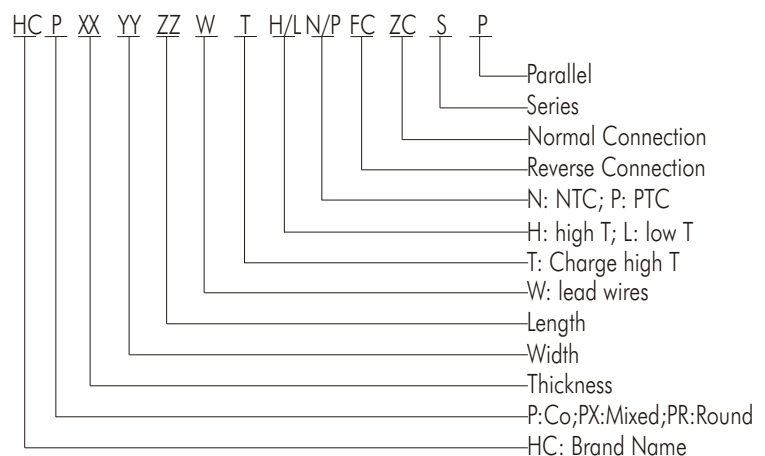 HC P XX YY ZZ W T H/L N/P FC ZC S P
Parallel
Series
Normal Connection
Reverse Connection
N: NTC; P: PTC
H: high T; L: low T
T: Charge high T
W: lead wires
Length
Width
Thickness
P:Co;PX:Mixed;PR:Round
HC: Brand Name